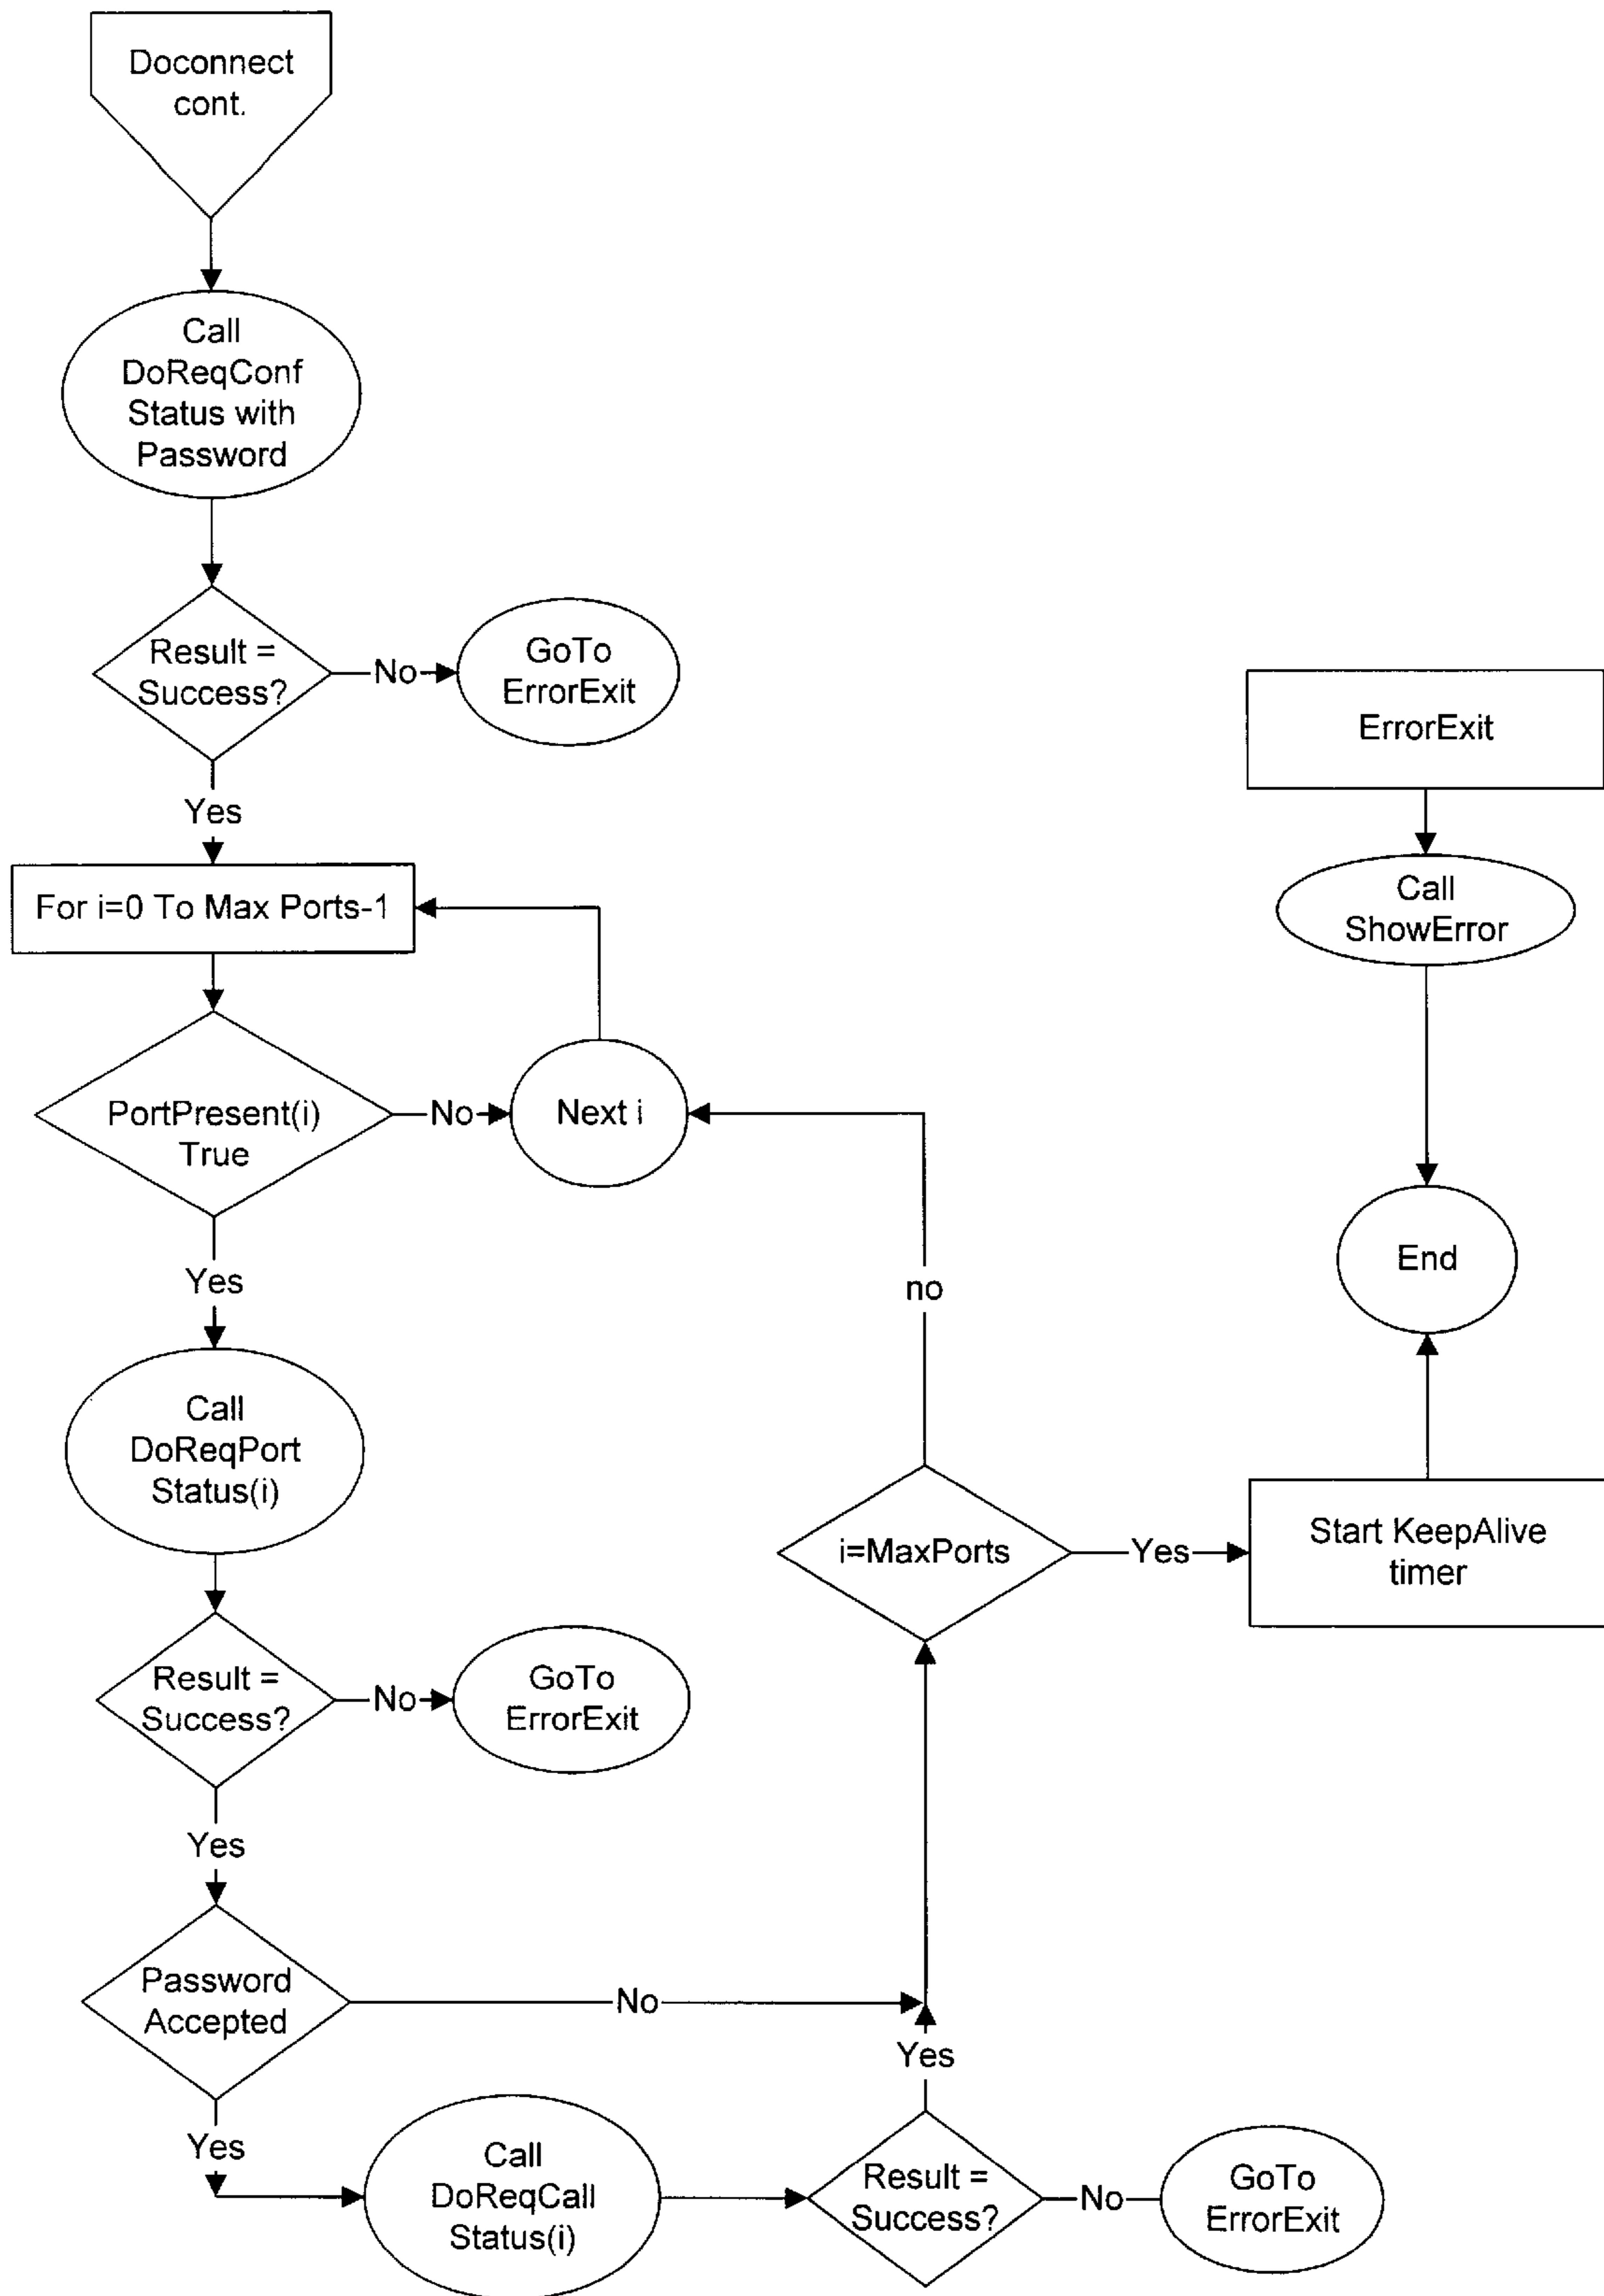 Doconnect
cont.
Call
DoReqConf
Status with
Password
Result =
Success?
No
GoTo
ErrorExit
Yes
For i=0 To Max Ports-1
PortPresent(i)
True
No
Next i
Yes
Call
DoReqPort
Status(i)
Result =
Success?
No
GoTo
ErrorExit
Yes
Password
Accepted
No
Yes
Call
DoReqCall
Status(i)
Result =
Success?
No
GoTo
ErrorExit
Yes
i=MaxPorts
no
Yes
Start KeepAlive
timer
ErrorExit
Call
ShowError
End